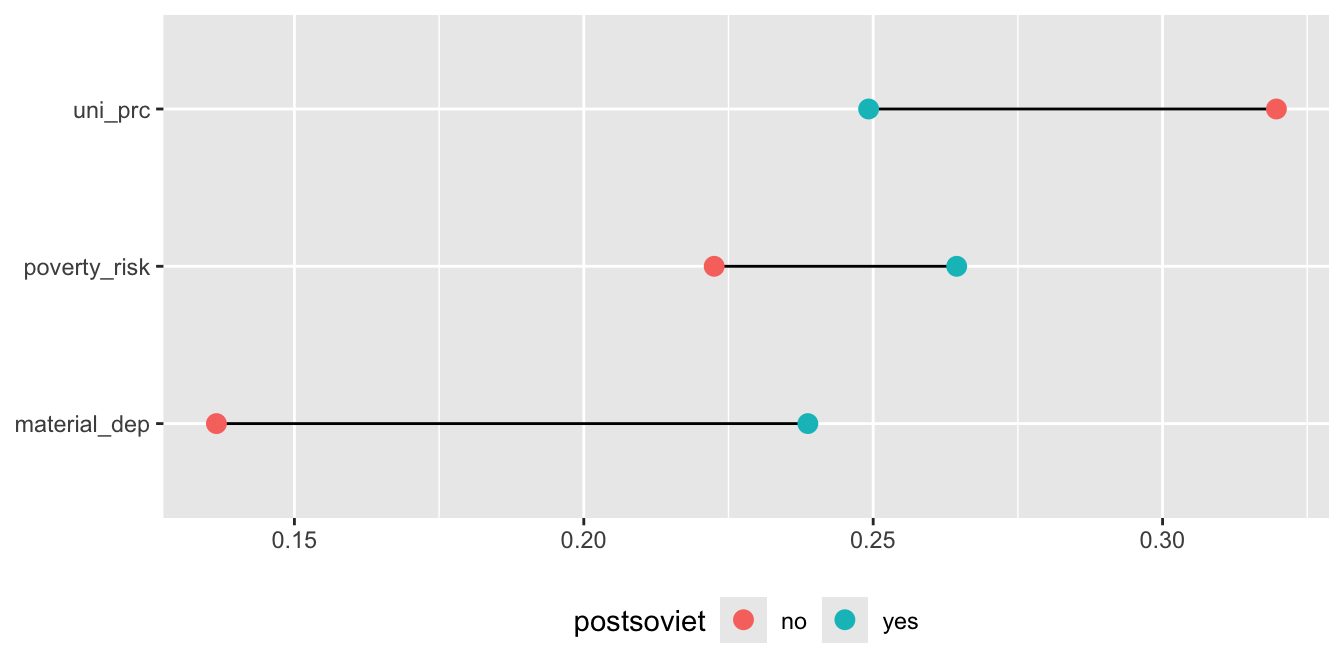 uni_prc
poverty_risk
material_dep
0.15 0.20 0.25 0.30
postsoviet no yes